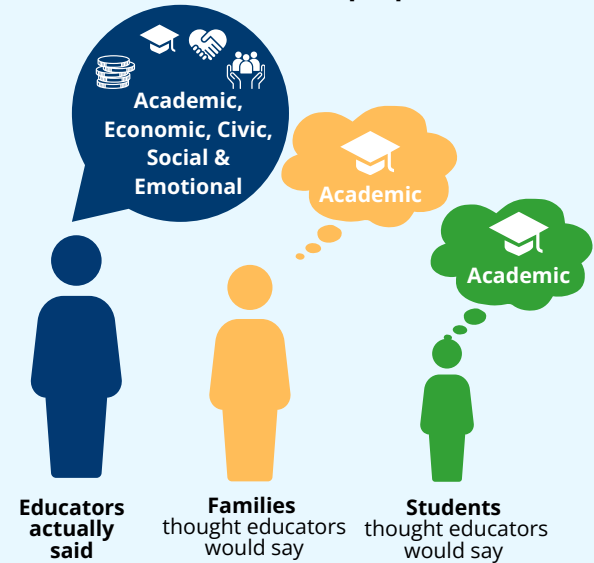 Academic,
Economic, Civic,
Social &
Emotional
Academic
Academic
Educators
actually
said
Families
thought educators
would say
Students
thought educators
would say